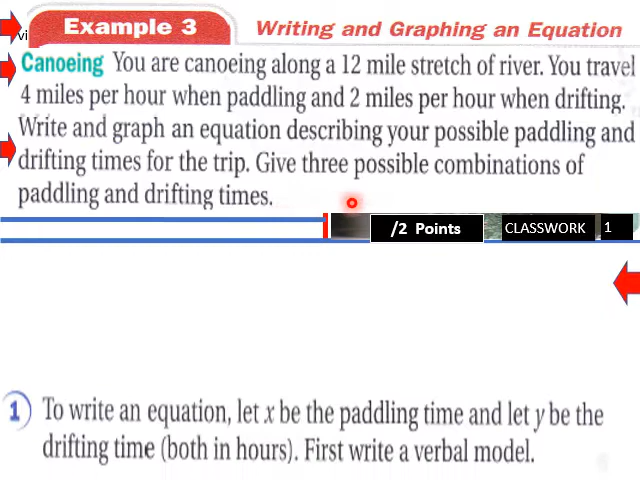 Example 3 Writing and Graphing an Equation
Canoeing You are canoeing along a 12 mile stretch of river. You travel
4 miles per hour when paddling and 2 miles per hour when drifting.
Write and graph an equation describing your possible paddling and
drifting times for the trip. Give three possible combinations of
paddling and drifting times.
/2 Points CLASSWORK 1
1 To write an equation, let x be the paddling time and let y be the
drifting time (both in hours). First write a verbal model.